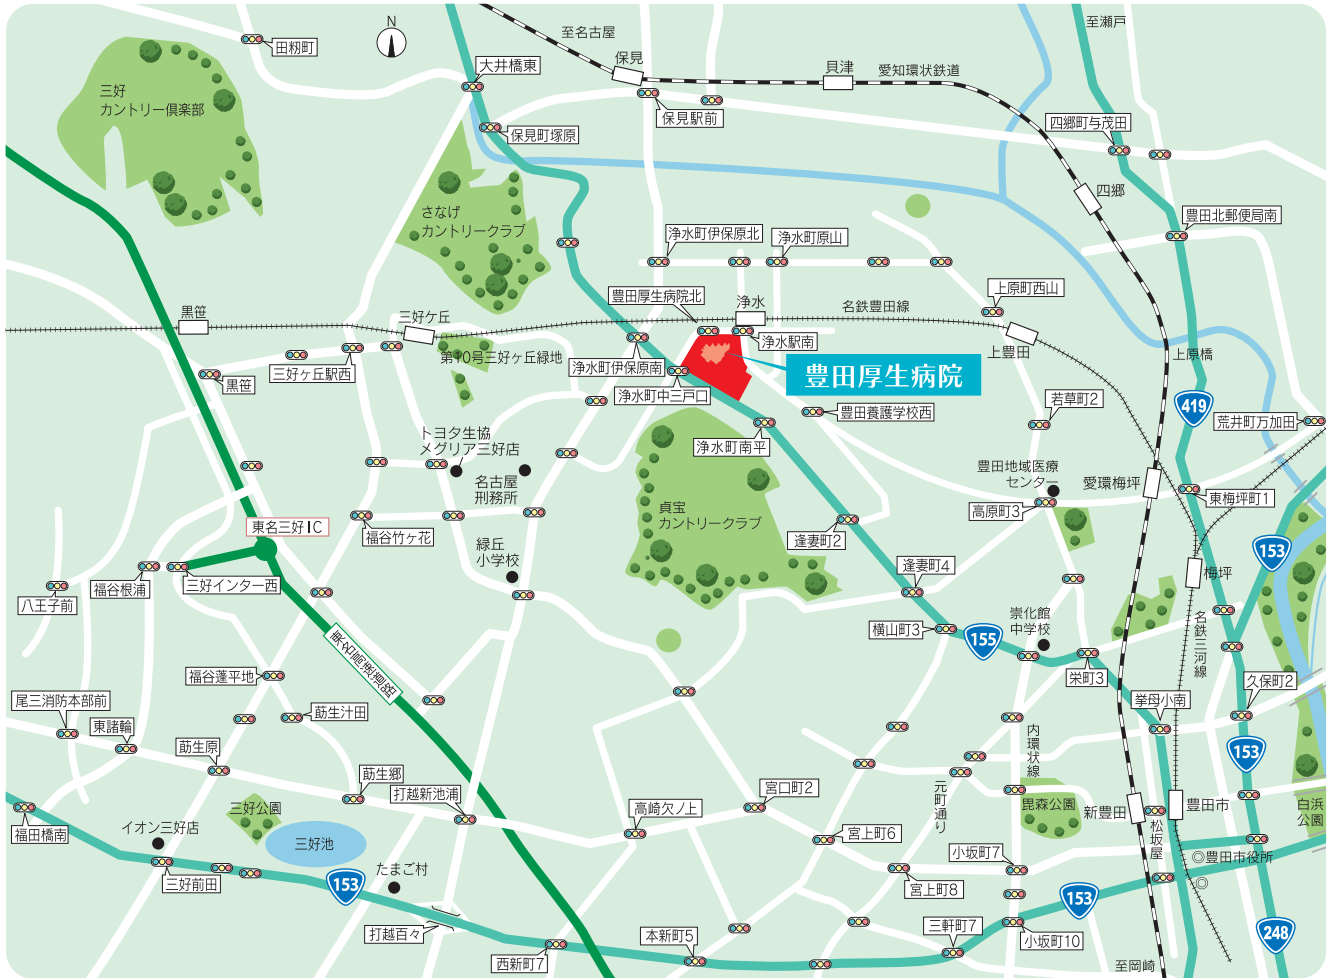 N
至名古屋
至瀬戸
田籾町
大井橋東
保見
貝津
愛知環状鉄道
三好
カントリー倶楽部
保見駅前
四郷町与茂田
保見町塚原
四郷
さなげ
カントリークラブ
豊田北郵便局南
浄水町伊保原北
浄水町原山
豊田厚生病院北
浄水
名鉄豊田線
上原町西山
黒笹
三好ケ丘
浄水駅南
上豊田
上原橋
第10号三好ヶ丘緑地
浄水町伊保原南
三好ヶ丘駅西
黒笹
豊田厚生病院
浄水町中三戸口
若草町2
419
豊田養護学校西
荒井町万加田
トヨタ生協
メグリア三好店
浄水町南平
豊田地域医療
センター
愛環梅坪
名古屋
刑務所
東梅坪町1
貞宝
カントリークラブ
高原町3
東名三好IC
福谷竹ヶ花
逢妻町2
緑丘
小学校
153
逢妻町4
梅坪
福谷根浦
三好インター西
八王子前
崇化館
中学校
横山町3
155
名鉄三河線
東名高速道路
福谷蓬平地
栄町3
久保町2
尾三消防本部前
莇生汁田
挙母小南
東諸輪
莇生原
内環状線
153
莇生郷
打越新池浦
宮口町2
元町通り
三好公園
高崎欠ノ上
毘森公園
新豊田
豊田市
白浜
公園
福田橋南
イオン三好店
三好池
宮上町6
松坂屋
小坂町7
◎豊田市役所
たまご村
三好前田
153
宮上町8
153
◎
打越百々
本新町5
三軒町7
小坂町10
248
西新町7
至岡崎